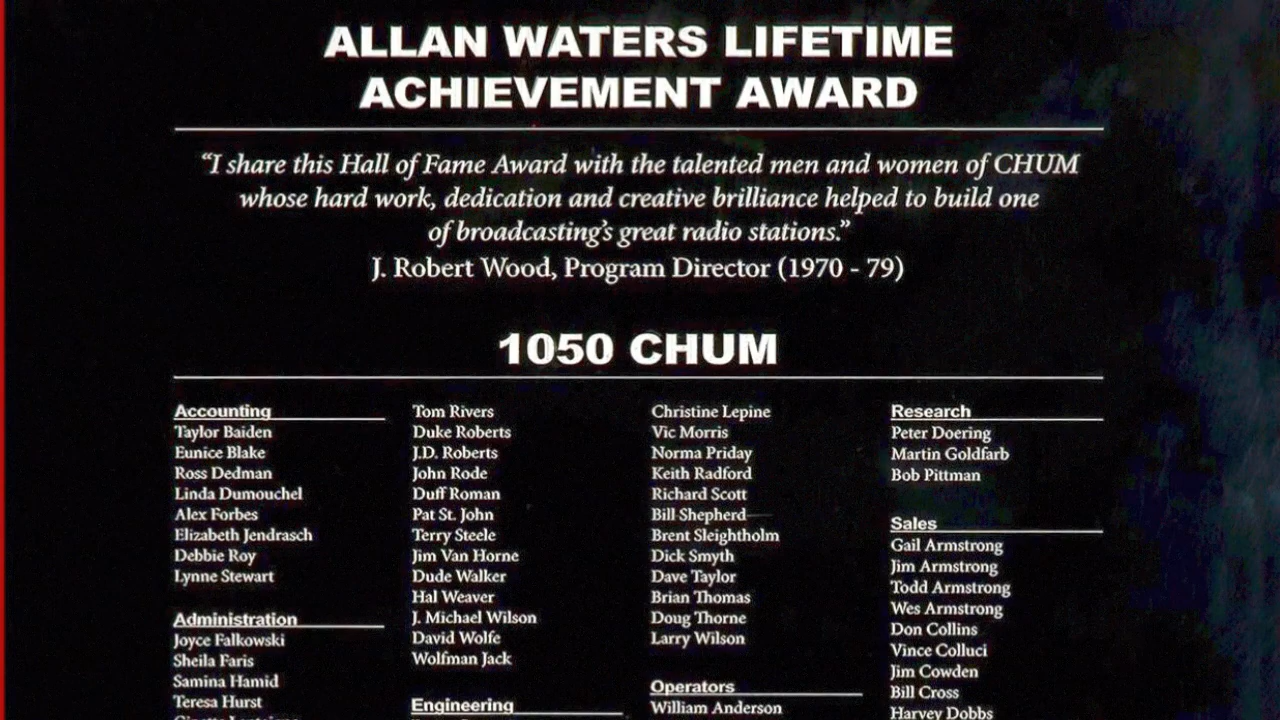 ALLAN WATERS LIFETIME
ACHIEVEMENT AWARD
“I share this Hall of Fame Award with the talented men and women of CHUM
whose hard work, dedication and creative brilliance helped to build one
of broadcasting’s great radio stations.”
J. Robert Wood, Program Director (1970 - 79)
1050 CHUM
Accounting
Taylor Baiden
Eunice Blake
Ross Dedman
Linda Dumouchel
Alex Forbes
Elizabeth Jendrasch
Debbie Roy
Lynne Stewart
Administration
Joyce Falkowski
Sheila Faris
Samina Hamid
Teresa Hurst
Tom Rivers
Duke Roberts
J.D. Roberts
John Rode
Duff Roman
Pat St. John
Terry Steele
Jim Van Horne
Dude Walker
Hal Weaver
J. Michael Wilson
David Wolfe
Wolfman Jack
Engineering
Christine Lepine
Vic Morris
Norma Priday
Keith Radford
Richard Scott
Bill Shepherd
Brent Sleightholm
Dick Smyth
Dave Taylor
Brian Thomas
Doug Thorne
Larry Wilson
Operators
William Anderson
Research
Peter Doering
Martin Goldfarb
Bob Pittman
Sales
Gail Armstrong
Jim Armstrong
Todd Armstrong
Wes Armstrong
Don Collins
Vince Colluci
Jim Cowden
Bill Cross
Harvey Dobbs